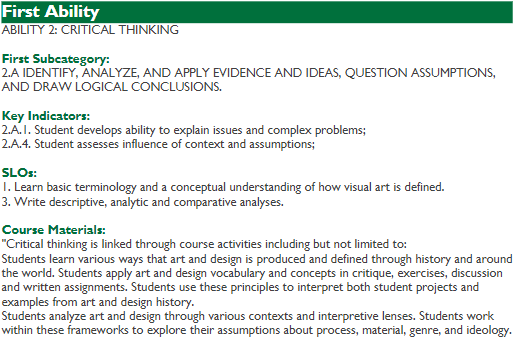 First Ability
ABILITY 2: CRITICAL THINKING
First Subcategory:
2.A IDENTIFY, ANALYZE, AND APPLY EVIDENCE AND IDEAS, QUESTION ASSUMPTIONS,
AND DRAW LOGICAL CONCLUSIONS.
Key Indicators:
2.A.1. Student develops ability to explain issues and complex problems;
2.A.4. Student assesses influence of context and assumptions;
SLOs:
1. Learn basic terminology and a conceptual understanding of how visual art is defined.
3. Write descriptive, analytic and comparative analyses.
Course Materials:
"Critical thinking is linked through course activities including but not limited to:
Students learn various ways that art and design is produced and defined through history and around
the world. Students apply art and design vocabulary and concepts in critique, exercises, discussion
and written assignments. Students use these principles to interpret both student projects and
examples from art and design history.
Students analyze art and design through various contexts and interpretive lenses. Students work
within these frameworks to explore their assumptions about process, material, genre, and ideology.